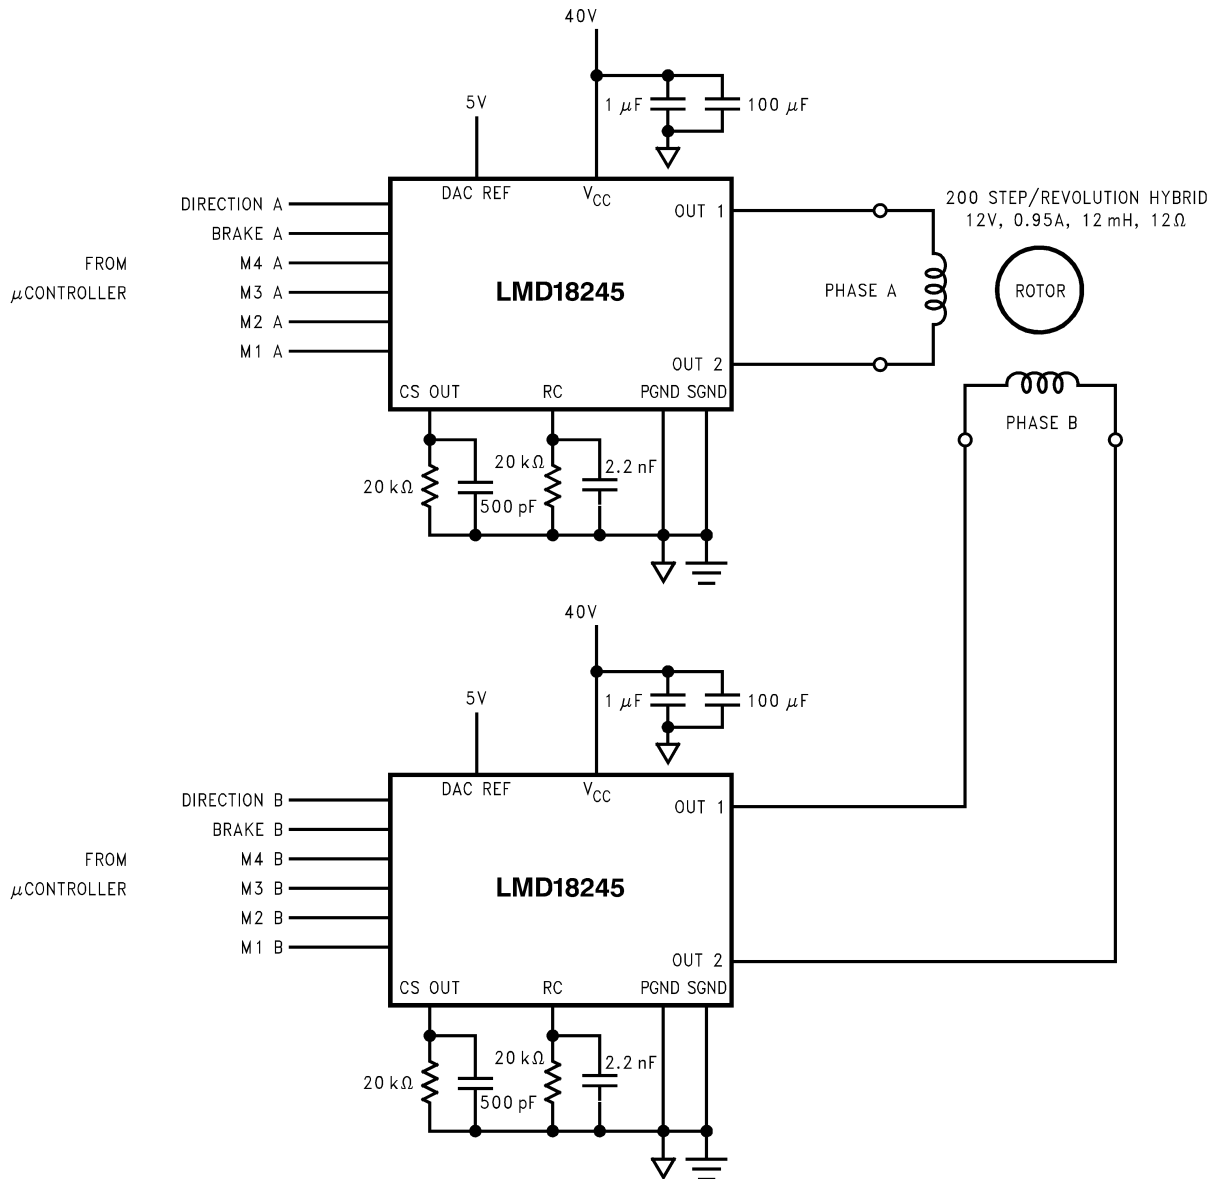 40V
1 μF
100 μF
5V
DAC REF
VCC
DIRECTION A
BRAKE A
M4 A
M3 A
M2 A
M1 A
FROM
μCONTROLLER
LMD18245
OUT 1
OUT 2
CS OUT
RC
PGND
SGND
200 STEP/REVOLUTION HYBRID
12V, 0.95A, 12 mH, 12Ω
PHASE A
ROTOR
PHASE B
20 kΩ
500 pF
20 kΩ
2.2 nF
40V
1 μF
100 μF
5V
DAC REF
VCC
DIRECTION B
BRAKE B
M4 B
M3 B
M2 B
M1 B
FROM
μCONTROLLER
LMD18245
OUT 1
OUT 2
CS OUT
RC
PGND
SGND
20 kΩ
500 pF
20 kΩ
2.2 nF